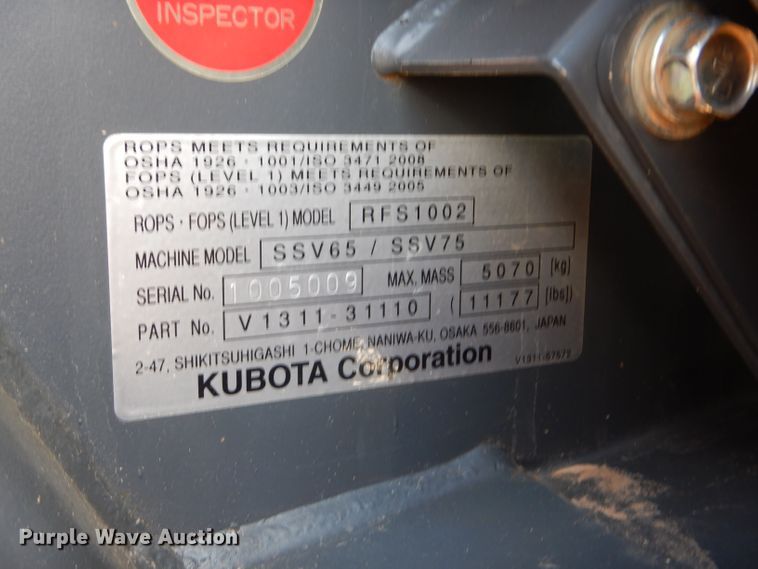 INSPECTOR
ROPS MEETS REQUIREMENTS OF
OSHA 1926 · 1001/ISO 3471 2008
FOPS (LEVEL 1) MEETS REQUIREMENTS OF
OSHA 1926 · 1003/ISO 3449 2005
ROPS · FOPS (LEVEL 1) MODEL RFS1002
MACHINE MODEL SSV65 / SSV75
SERIAL No. 1005009 MAX. MASS 5070 [kg]
PART No. V1311-31110 (11177 [lbs])
2-47, SHIKITSUHIGASHI 1-CHOME, NANIWA-KU, OSAKA 556-8601, JAPAN
KUBOTA Corporation V1311-67672
Purple Wave Auction